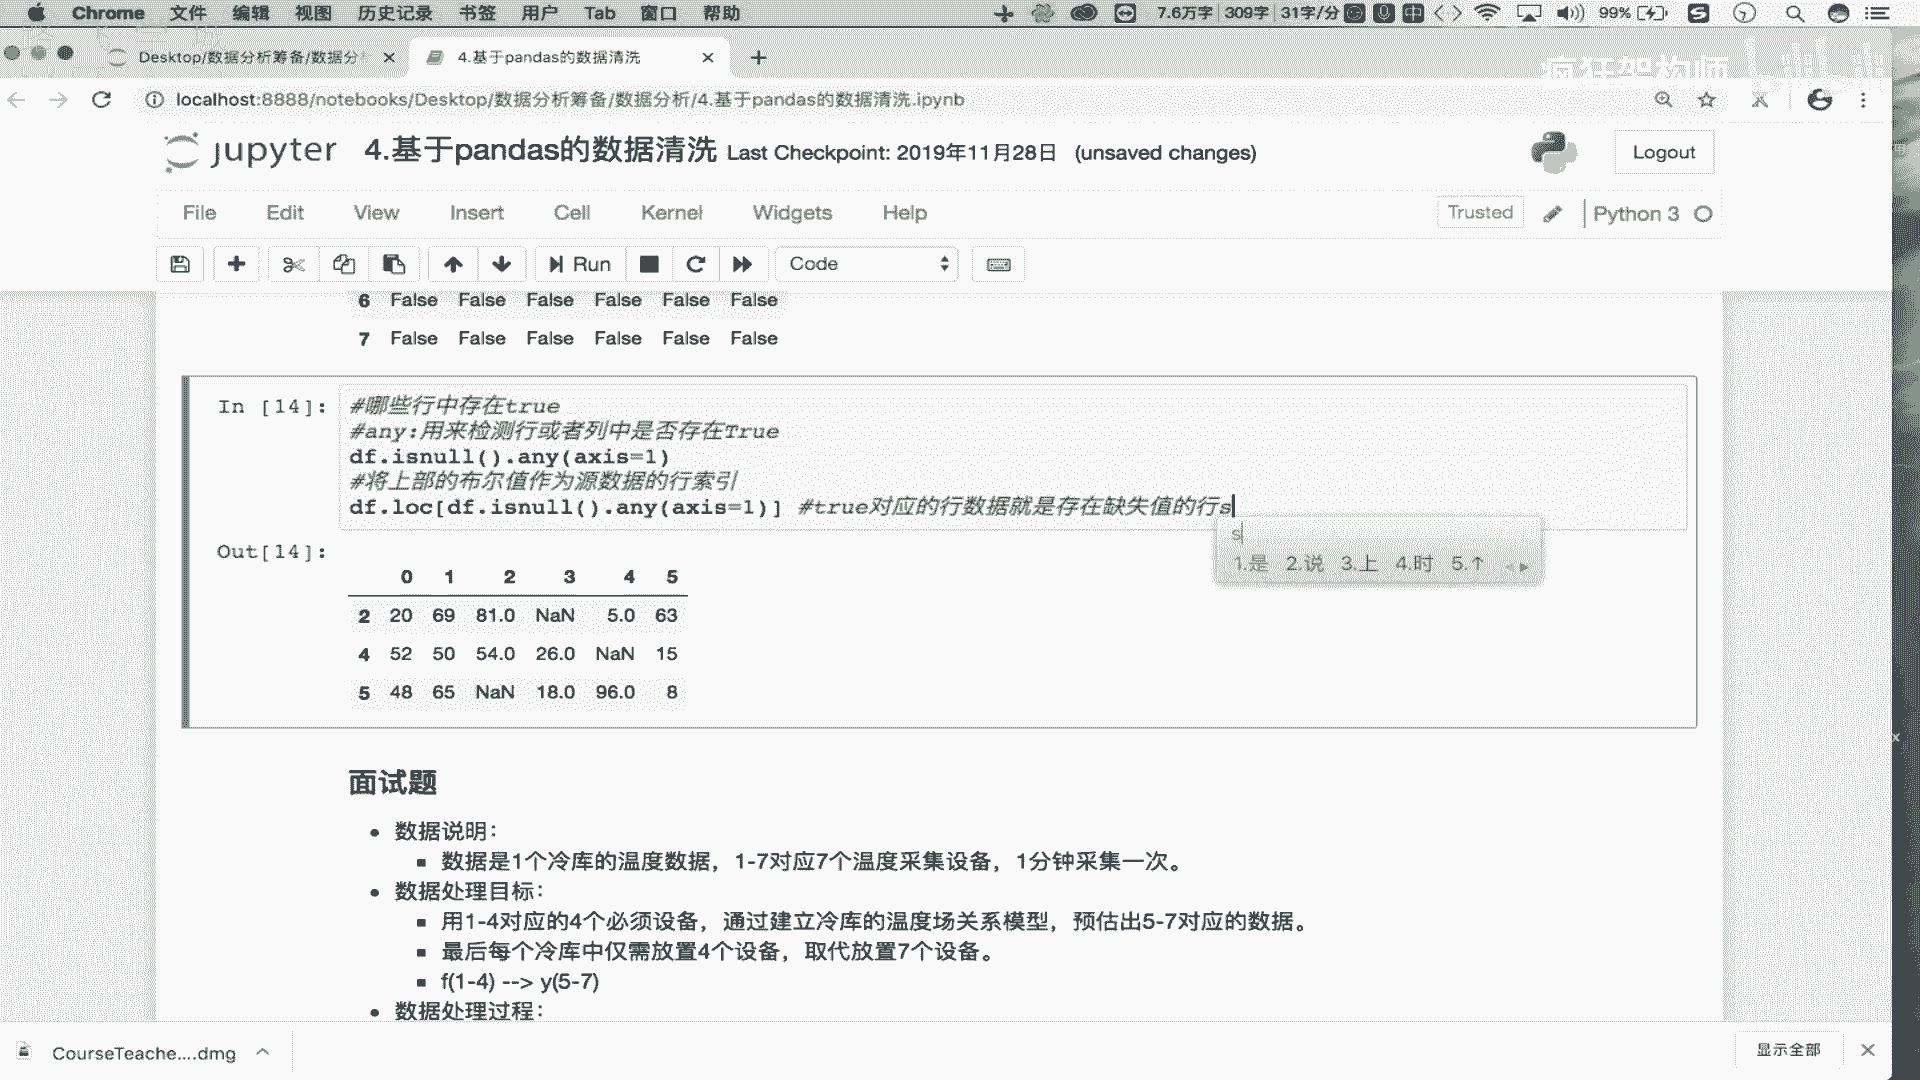 Chrome 文件 编辑 视图 历史记录 书签 用户 Tab 窗口 帮助 7.6万字 309字 31字/分 中 99%
Desktop/数据分析筹备/数据分 4.基于pandas的数据清洗
疯狂架构师
localhost:8888/notebooks/Desktop/数据分析筹备/数据分析/4.基于pandas的数据清洗.ipynb
jupyter 4.基于pandas的数据清洗 Last Checkpoint: 2019年11月28日 (unsaved changes) Logout
File Edit View Insert Cell Kernel Widgets Help Trusted Python 3
Run Code
6 False False False False False False
7 False False False False False False
In [14]: #哪些行中存在true
#any:用来检测行或者列中是否存在True
df.isnull().any(axis=1)
#将上部的布尔值作为源数据的行索引
df.loc[df.isnull().any(axis=1)] #true对应的行数据就是存在缺失值的行s
s
1.是 2.说 3.上 4.时 5.↑
Out[14]:
0 1 2 3 4 5
2 20 69 81.0 NaN 5.0 63
4 52 50 54.0 26.0 NaN 15
5 48 65 NaN 18.0 96.0 8
面试题
数据说明：
数据是1个冷库的温度数据，1-7对应7个温度采集设备，1分钟采集一次。
数据处理目标：
用1-4对应的4个必须设备，通过建立冷库的温度场关系模型，预估出5-7对应的数据。
最后每个冷库中仅需放置4个设备，取代放置7个设备。
f(1-4) --> y(5-7)
数据处理过程：
CourseTeache....dmg 显示全部